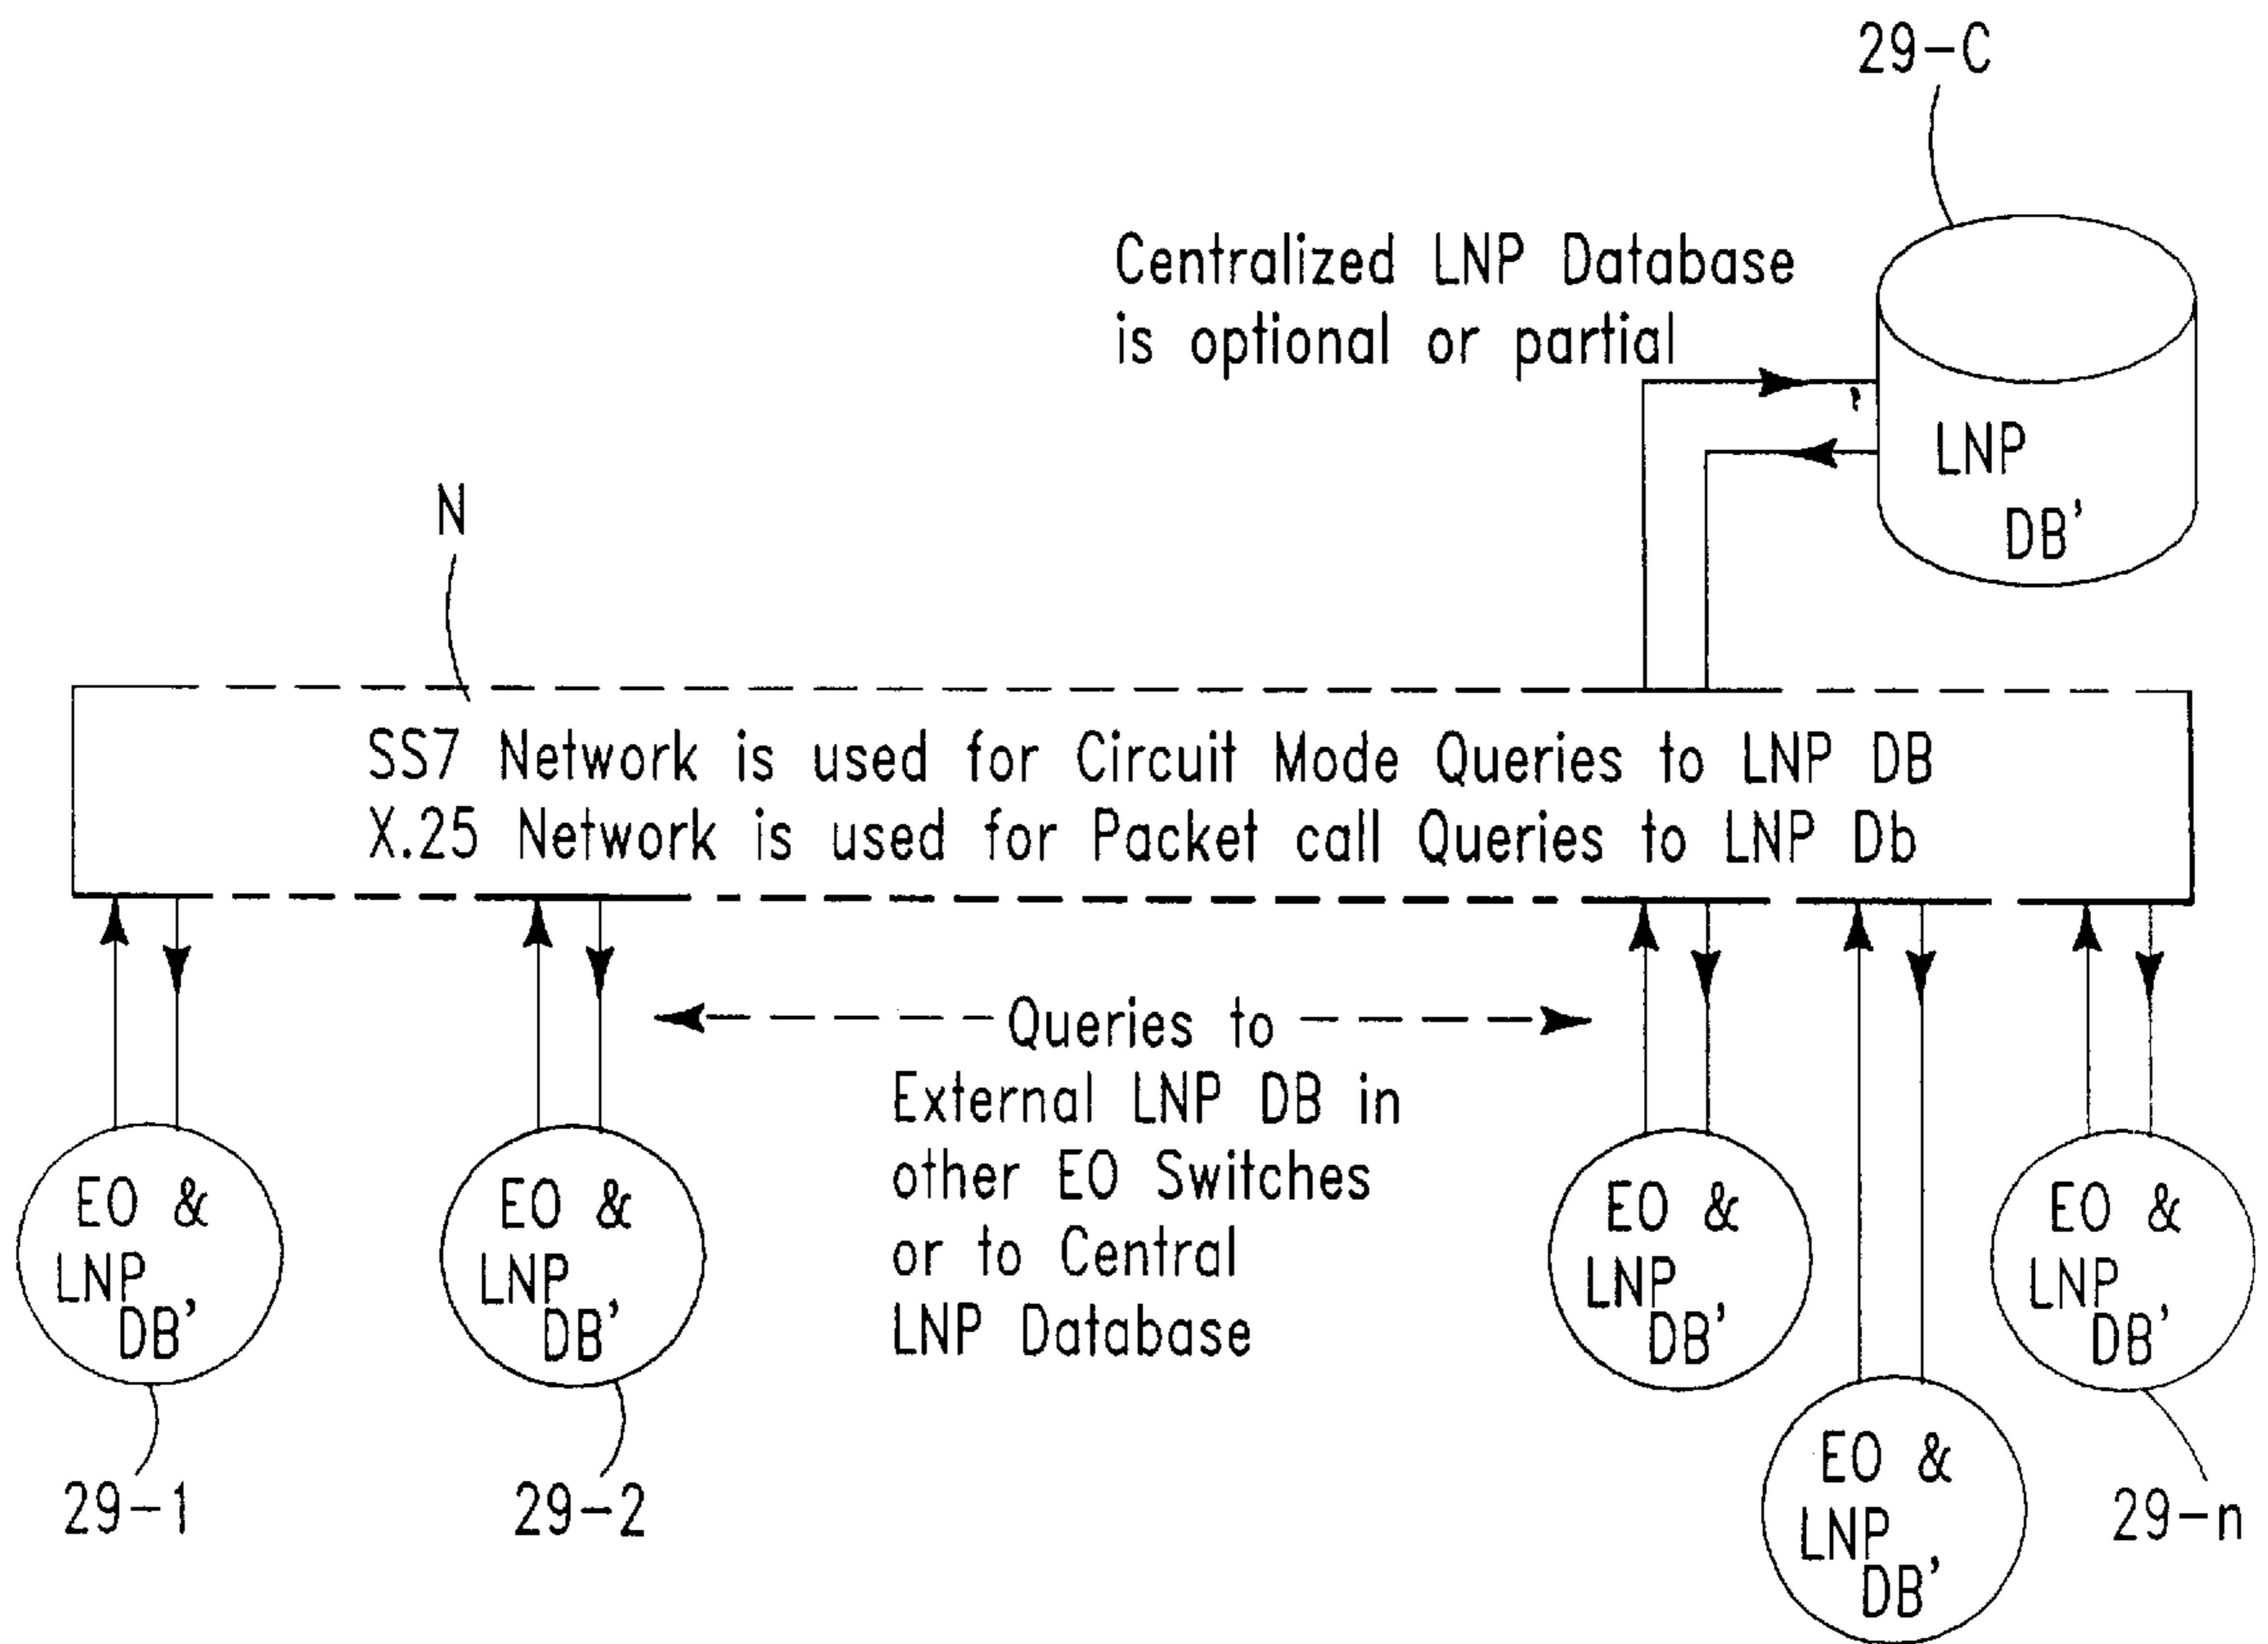 29-C
Centralized LNP Database
is optional or partial
LNP
DB'
N
SS7 Network is used for Circuit Mode Queries to LNP DB
X.25 Network is used for Packet call Queries to LNP Db
Queries to
External LNP DB in
other EO Switches
or to Central
LNP Database
EO &
LNP
DB'
29-1
EO &
LNP
DB'
29-2
EO &
LNP
DB'
EO &
LNP
DB'
EO &
LNP
DB'
29-n